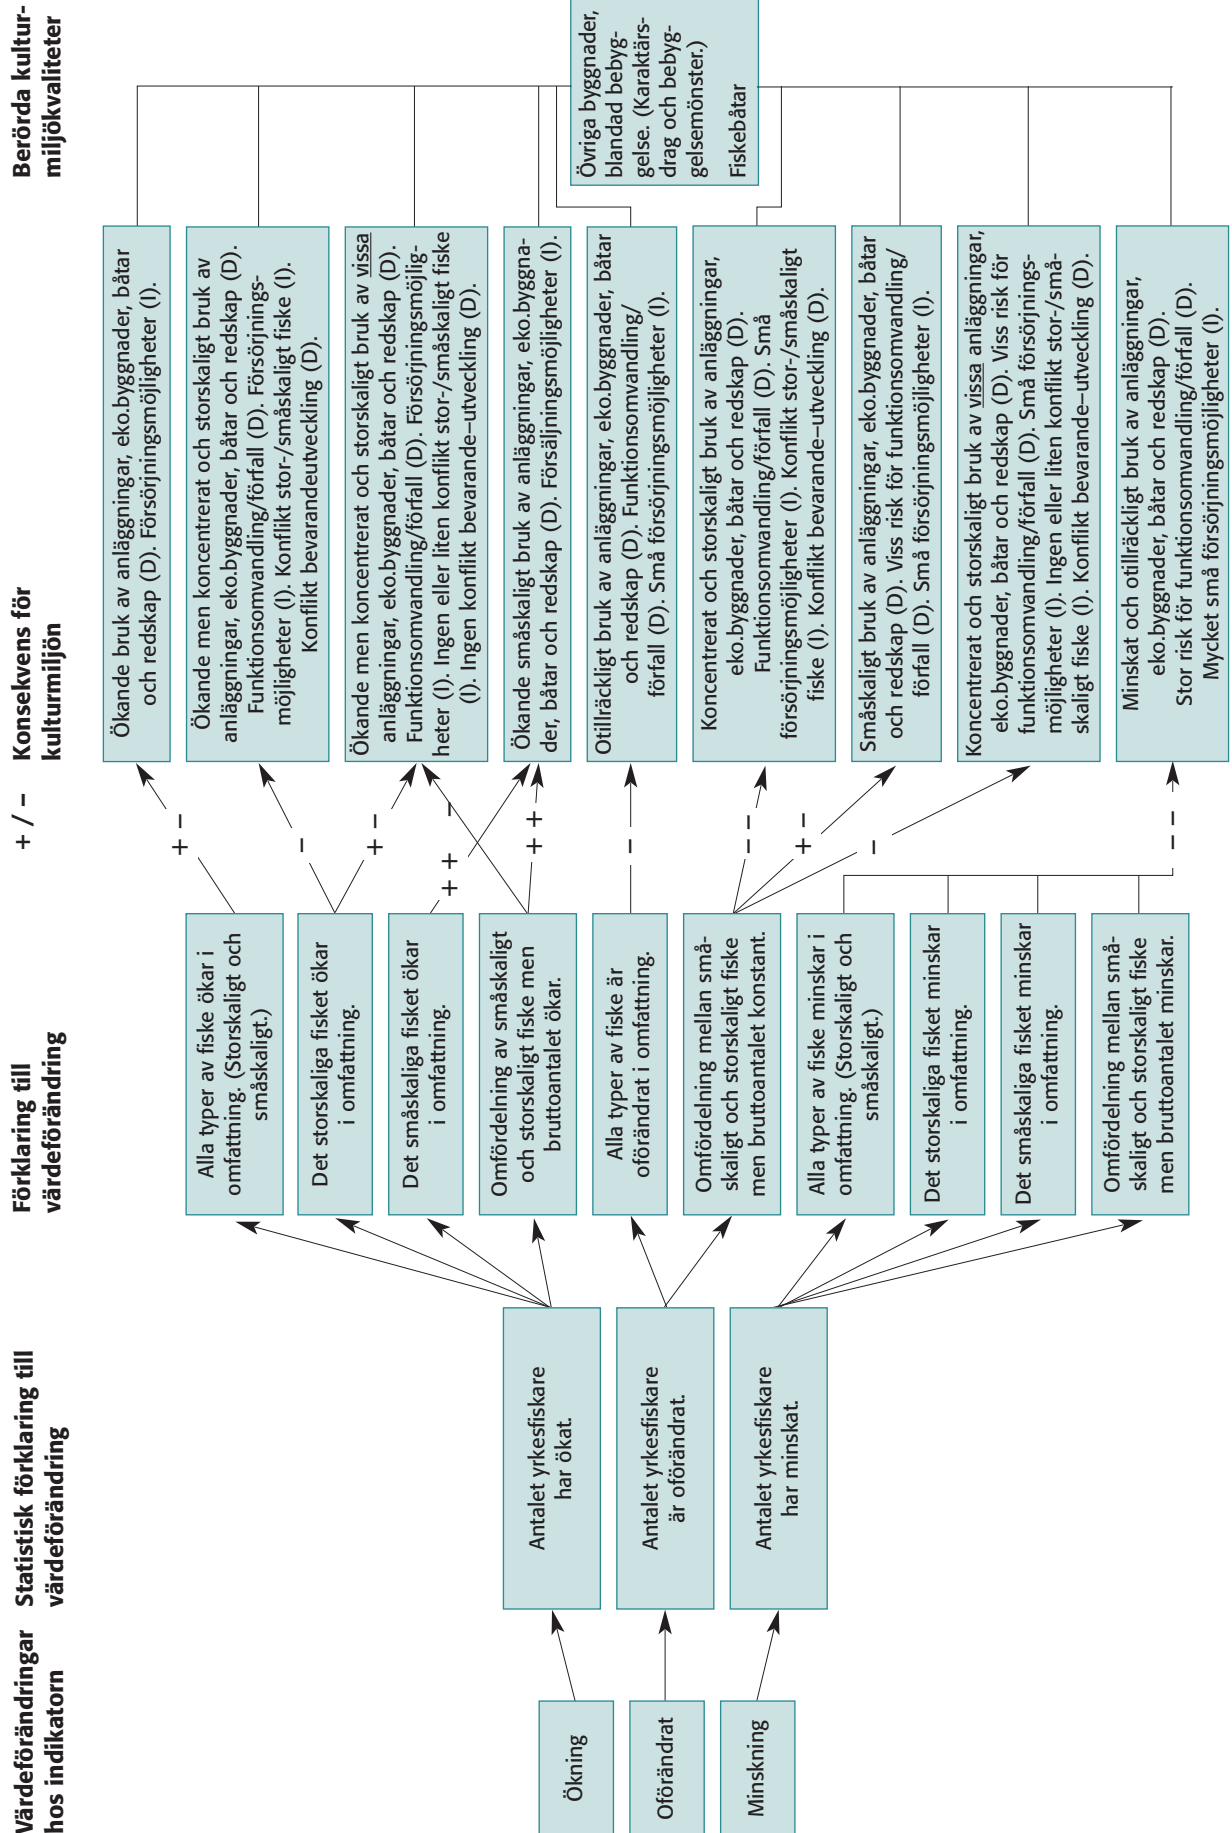 Värdeförändringar
hos indikatorn
Statistisk förklaring till
värdeförändring
Förklaring till
värdeförändring
+ / –
Konsekvens för
kulturmiljön
Berörda kultur-
miljökvaliteter
Ökning
Oförändrat
Minskning
Antalet yrkesfiskare
har ökat.
Antalet yrkesfiskare
är oförändrat.
Antalet yrkesfiskare
har minskat.
Alla typer av fiske ökar i
omfattning. (Storskaligt och
småskaligt.)
Det storskaliga fisket ökar
i omfattning.
Det småskaliga fisket ökar
i omfattning.
Omfördelning av småskaligt
och storskaligt fiske men
bruttoantalet ökar.
Alla typer av fiske är
oförändrat i omfattning.
Omfördelning mellan små-
skaligt och storskaligt fiske
men bruttoantalet konstant.
Alla typer av fiske minskar i
omfattning. (Storskaligt och
småskaligt.)
Det storskaliga fisket minskar
i omfattning.
Det småskaliga fisket minskar
i omfattning.
Omfördelning mellan små-
skaligt och storskaligt fiske
men bruttoantalet minskar.
+ –
–
+ –
+ +
–
+ +
–
– –
+ –
–
– –
Ökande bruk av anläggningar, eko.byggnader, båtar
och redskap (D). Försörjningsmöjligheter (I).
Ökande men koncentrerat och storskaligt bruk av
anläggningar, eko.byggnader, båtar och redskap (D).
Funktionsomvandling/förfall (D). Försörjnings-
möjligheter (I). Konflikt stor-/småskaligt fiske (I).
Konflikt bevarandeutveckling (D).
Ökande men koncentrerat och storskaligt bruk av vissa
anläggningar, eko.byggnader, båtar och redskap (D).
Funktionsomvandling/förfall (D). Försörjningsmöjlig-
heter (I). Ingen eller liten konflikt stor-/småskaligt fiske
(I). Ingen konflikt bevarande–utveckling (D).
Ökande småskaligt bruk av anläggningar, eko.byggna-
der, båtar och redskap (D). Försäljningsmöjligheter (I).
Otillräckligt bruk av anläggningar, eko.byggnader, båtar
och redskap (D). Funktionsomvandling/
förfall (D). Små försörjningsmöjligheter (I).
Koncentrerat och storskaligt bruk av anläggningar,
eko.byggnader, båtar och redskap (D).
Funktionsomvandling/förfall (D). Små
försörjningsmöjligheter (I). Konflikt stor-/småskaligt
fiske (I). Konflikt bevarande–utveckling (D).
Småskaligt bruk av anläggningar, eko.byggnader, båtar
och redskap (D). Viss risk för funktionsomvandling/
förfall (D). Små försörjningsmöjligheter (I).
Koncentrerat och storskaligt bruk av vissa anläggningar,
eko.byggnader, båtar och redskap (D). Viss risk för
funktionsomvandling/förfall (D). Små försörjnings-
möjligheter (I). Ingen eller liten konflikt stor-/små-
skaligt fiske (I). Konflikt bevarande–utveckling (D).
Minskat och otillräckligt bruk av anläggningar,
eko.byggnader, båtar och redskap (D).
Stor risk för funktionsomvandling/förfall (D).
Mycket små försörjningsmöjligheter (I).
Övriga byggnader,
blandad bebyg-
gelse. (Karaktärs-
drag och bebyg-
gelsemönster.)
Fiskebåtar